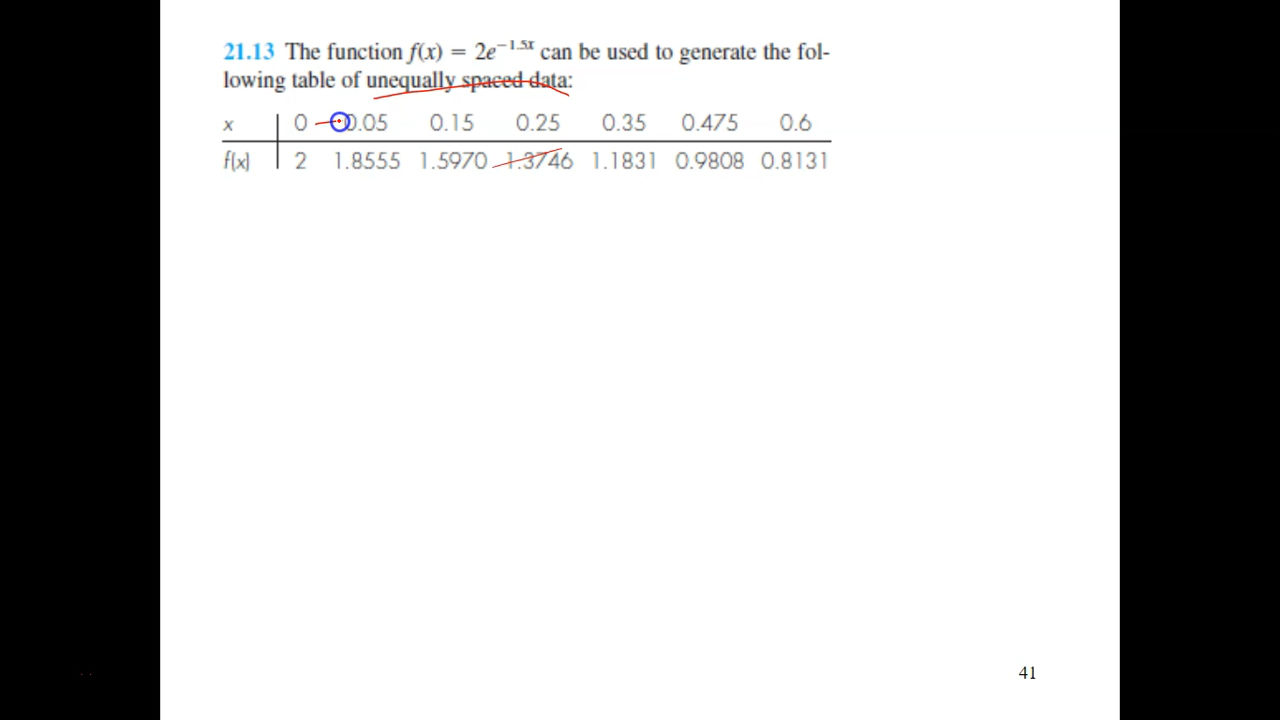 21.13 The function f(x) = 2e^−1.5x can be used to generate the fol-
lowing table of unequally spaced data:
x 0 0.05 0.15 0.25 0.35 0.475 0.6
f(x) 2 1.8555 1.5970 1.3746 1.1831 0.9808 0.8131
41